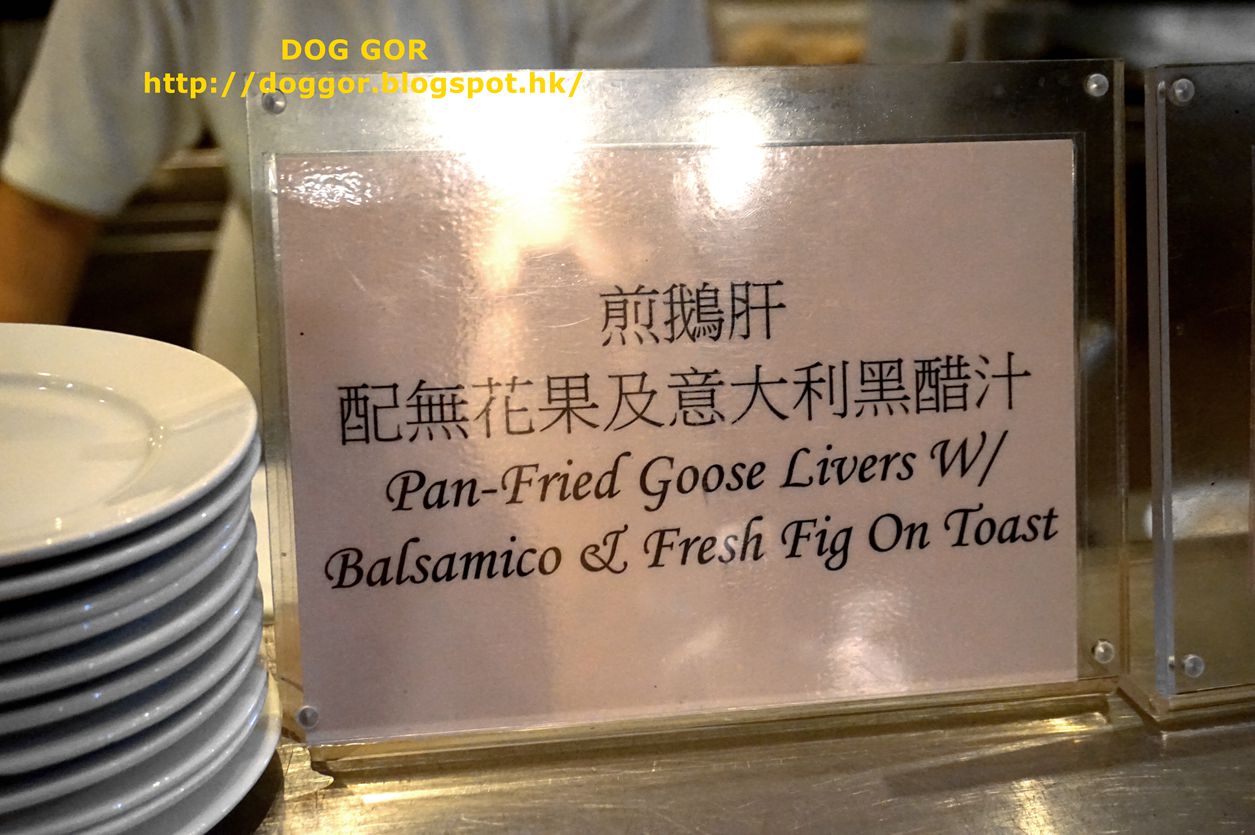 DOG GOR
http://doggor.blogspot.hk/
煎鵝肝
配無花果及意大利黑醋汁
Pan-Fried Goose Livers W/
Balsamico & Fresh Fig On Toast